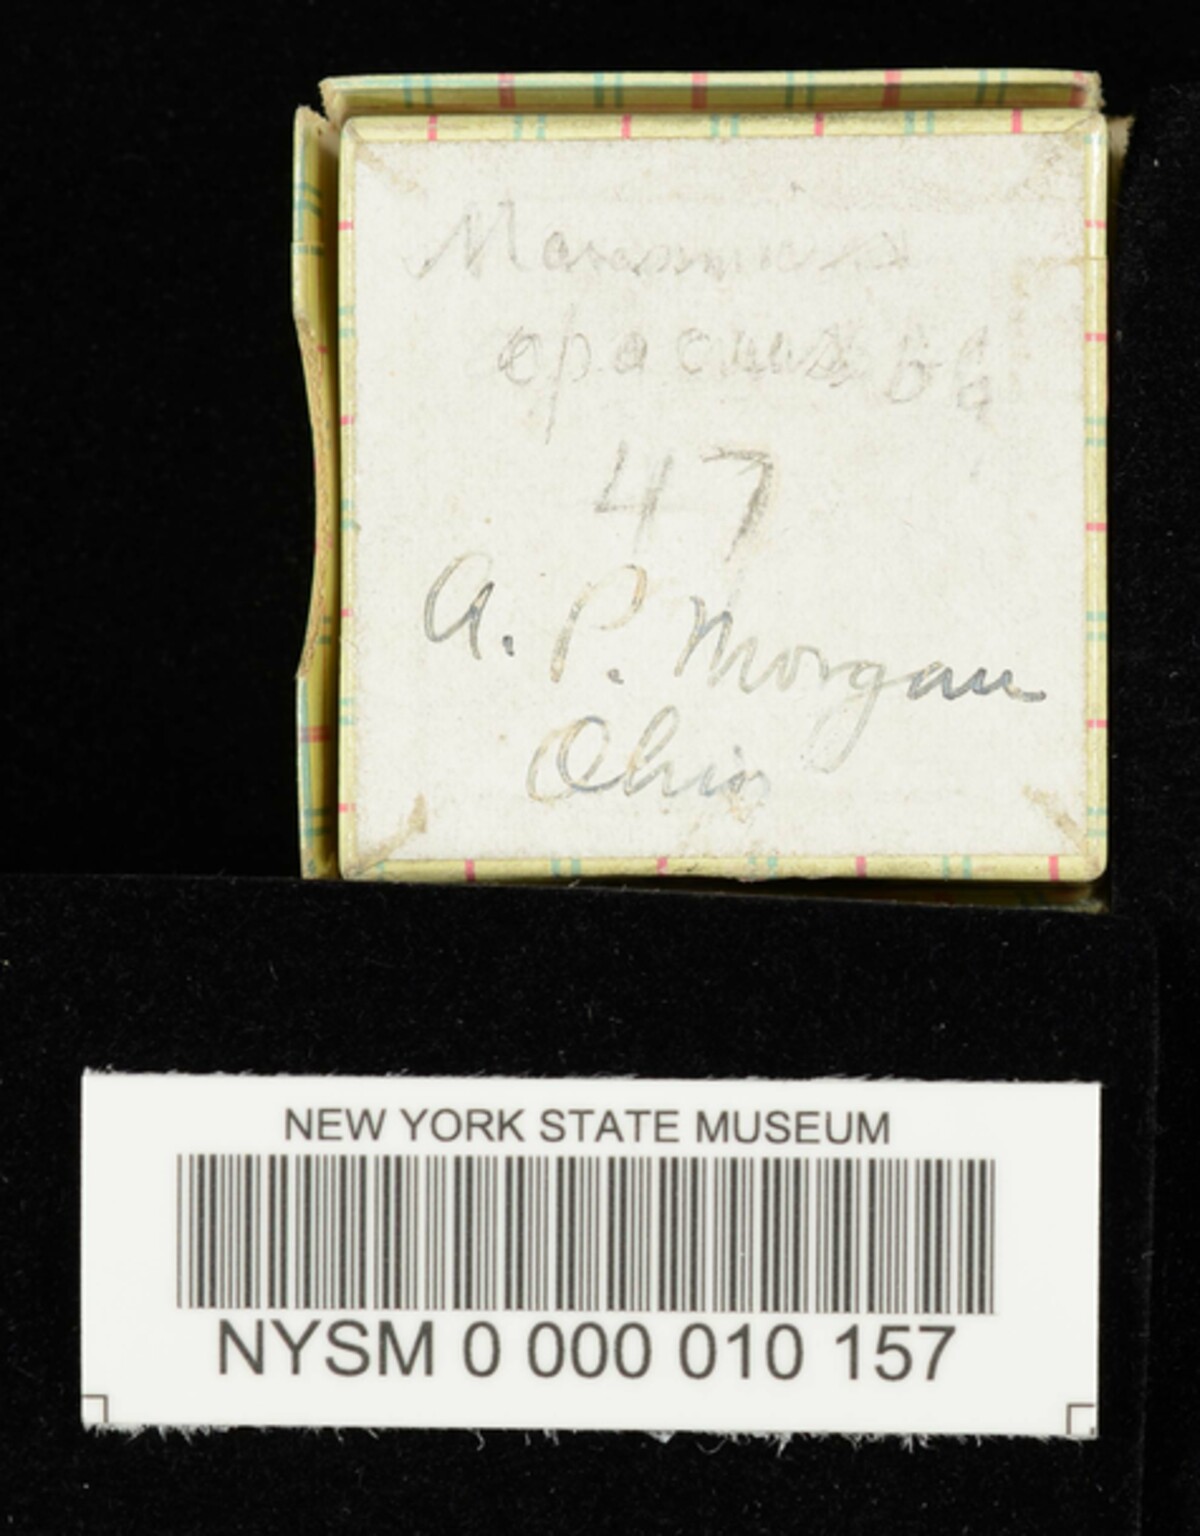 Marasmius
opacus B &
47
A. P. Morgan
Ohio
NEW YORK STATE MUSEUM
NYSM 0 000 010 157